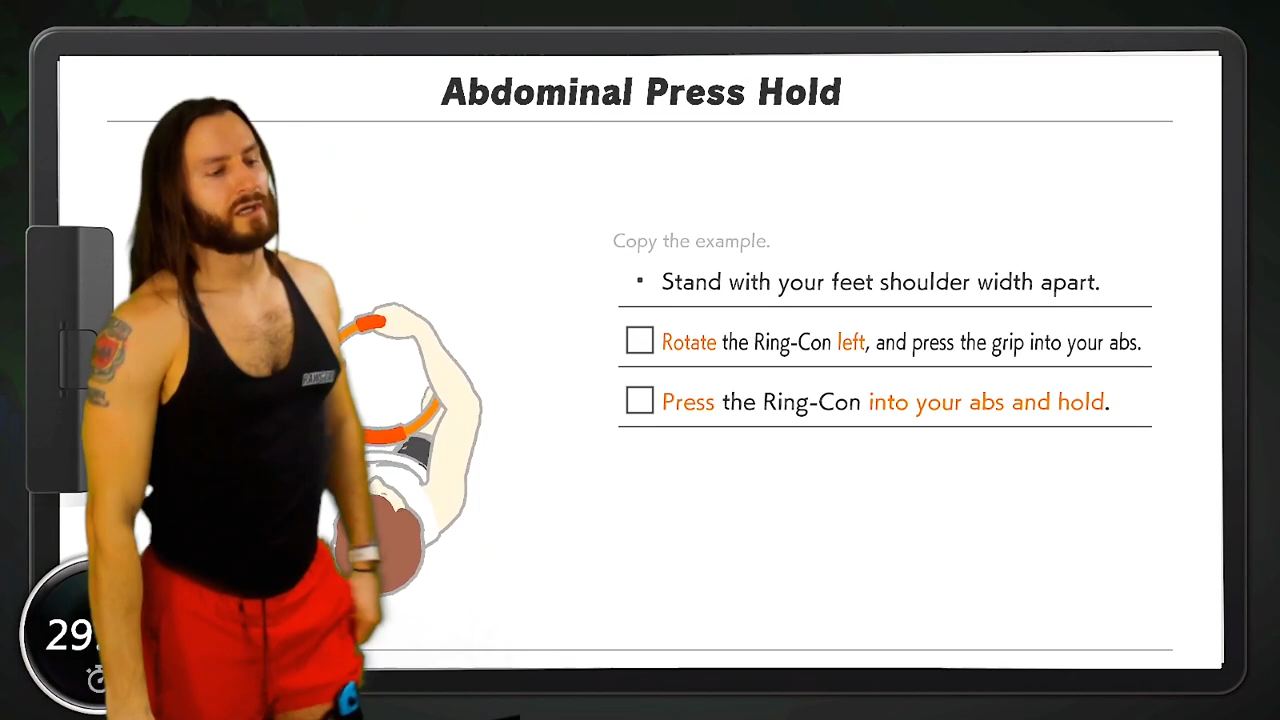 Abdominal Press Hold
Copy the example.
· Stand with your feet shoulder width apart.
Rotate the Ring-Con left, and press the grip into your abs.
Press the Ring-Con into your abs and hold.
29